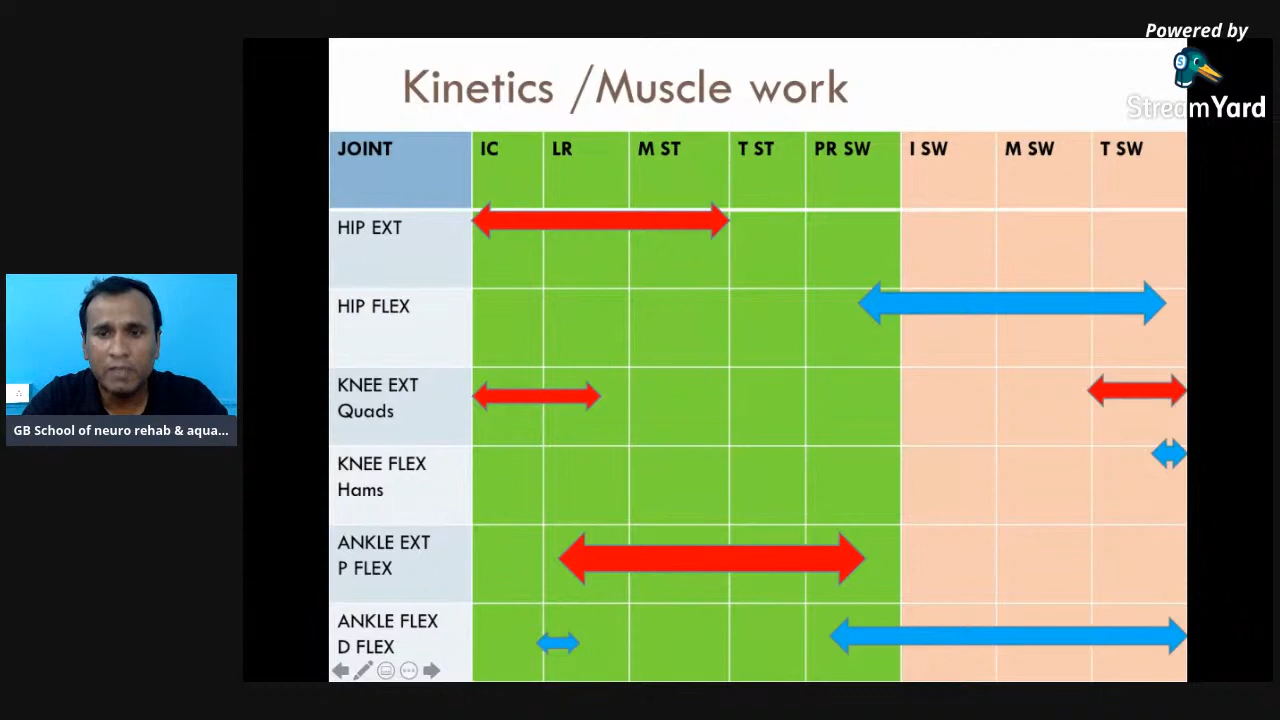 Powered by
StreamYard
Kinetics /Muscle work
JOINT IC LR M ST T ST PR SW I SW M SW T SW
HIP EXT
HIP FLEX
KNEE EXT
Quads
KNEE FLEX
Hams
ANKLE EXT
P FLEX
ANKLE FLEX
D FLEX
GB School of neuro rehab & aqua...